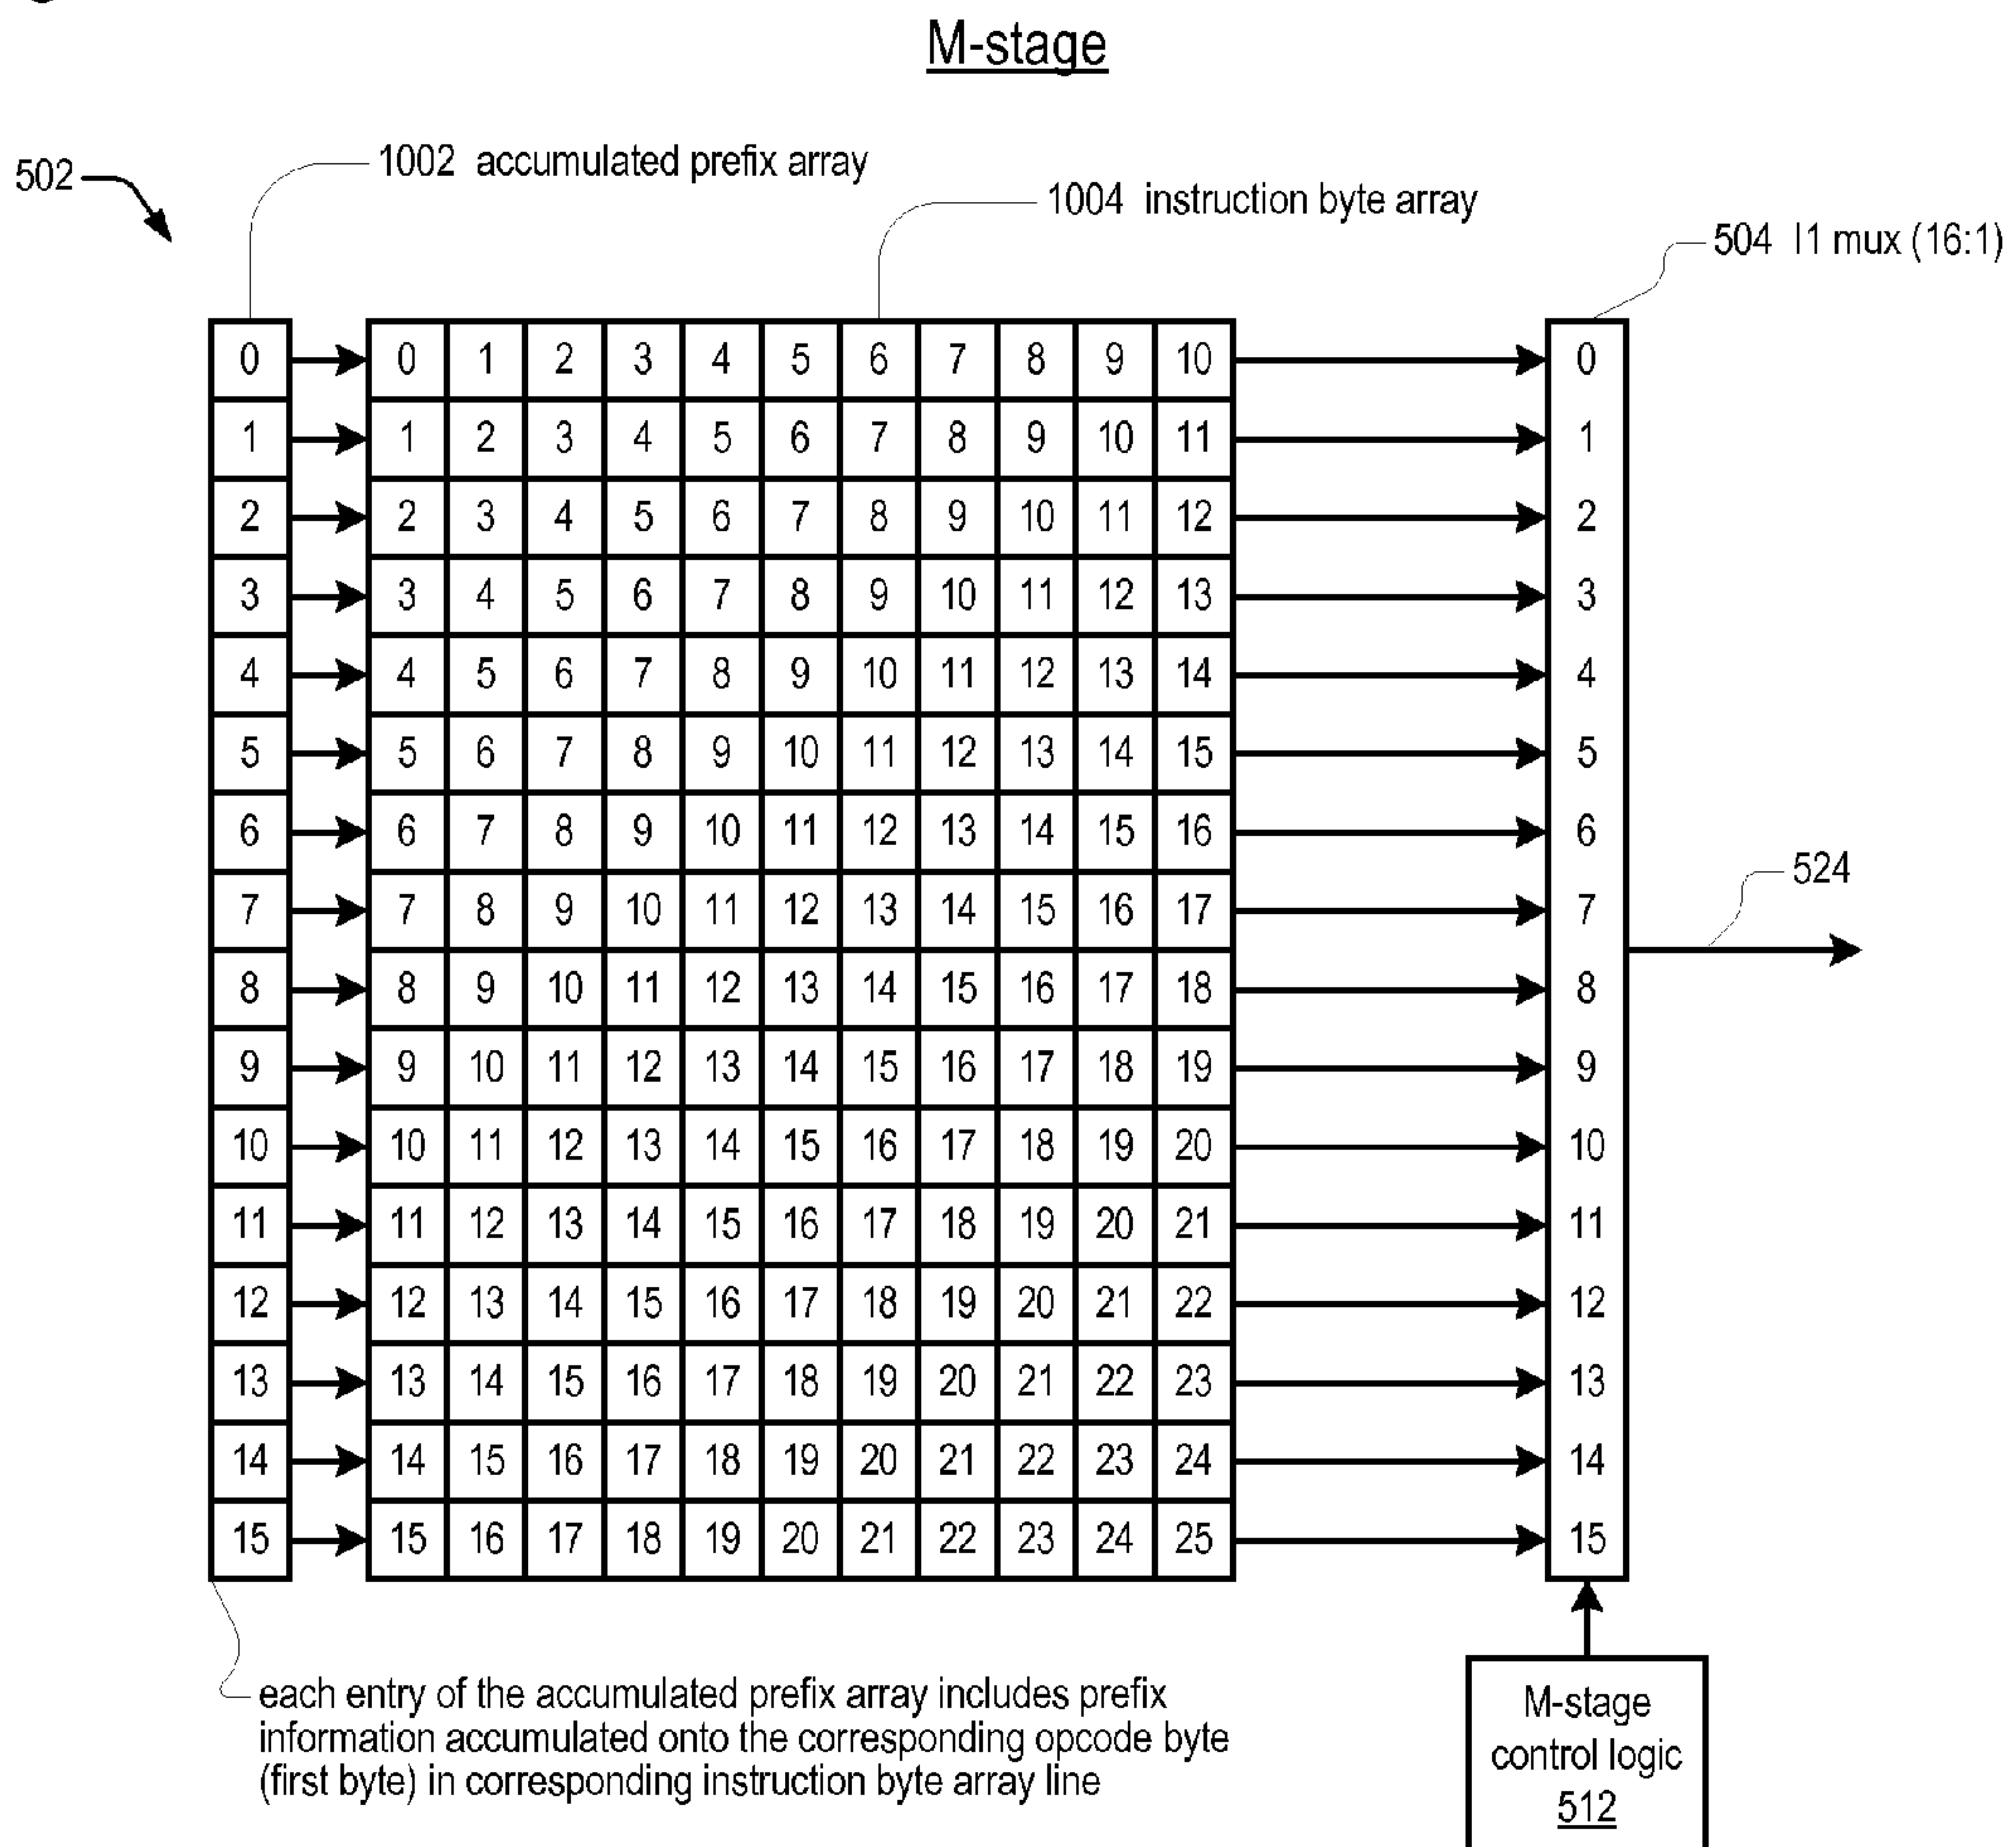 M-stage
502
1002 accumulated prefix array
1004 instruction byte array
504 I1 mux (16:1)
0 0 1 2 3 4 5 6 7 8 9 10 0
1 1 2 3 4 5 6 7 8 9 10 11 1
2 2 3 4 5 6 7 8 9 10 11 12 2
3 3 4 5 6 7 8 9 10 11 12 13 3
4 4 5 6 7 8 9 10 11 12 13 14 4
5 5 6 7 8 9 10 11 12 13 14 15 5
6 6 7 8 9 10 11 12 13 14 15 16 6
524
7 7 8 9 10 11 12 13 14 15 16 17 7
8 8 9 10 11 12 13 14 15 16 17 18 8
9 9 10 11 12 13 14 15 16 17 18 19 9
10 10 11 12 13 14 15 16 17 18 19 20 10
11 11 12 13 14 15 16 17 18 19 20 21 11
12 12 13 14 15 16 17 18 19 20 21 22 12
13 13 14 15 16 17 18 19 20 21 22 23 13
14 14 15 16 17 18 19 20 21 22 23 24 14
15 15 16 17 18 19 20 21 22 23 24 25 15
each entry of the accumulated prefix array includes prefix
information accumulated onto the corresponding opcode byte
(first byte) in corresponding instruction byte array line
M-stage
control logic
512